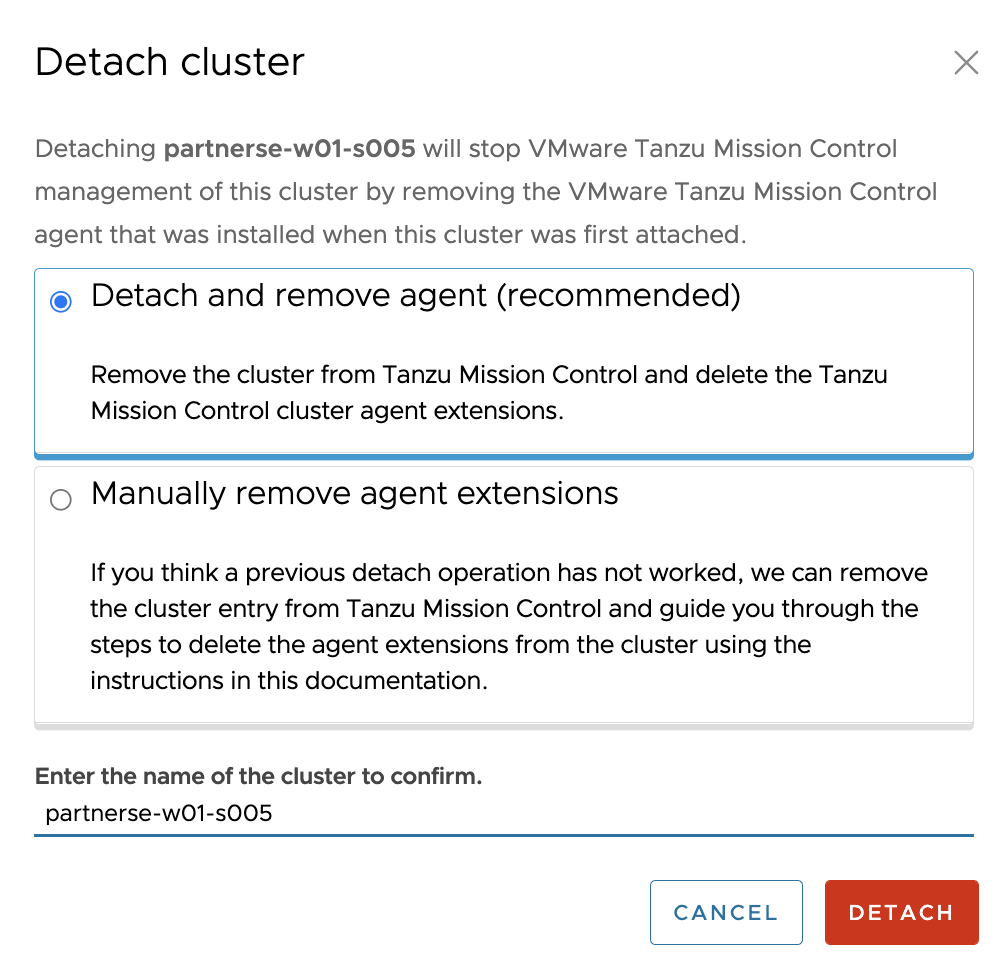 Detach cluster
Detaching partnerse-w01-s005 will stop VMware Tanzu Mission Control
management of this cluster by removing the VMware Tanzu Mission Control
agent that was installed when this cluster was first attached.
Detach and remove agent (recommended)
Remove the cluster from Tanzu Mission Control and delete the Tanzu
Mission Control cluster agent extensions.
Manually remove agent extensions
If you think a previous detach operation has not worked, we can remove
the cluster entry from Tanzu Mission Control and guide you through the
steps to delete the agent extensions from the cluster using the
instructions in this documentation.
Enter the name of the cluster to confirm.
partnerse-w01-s005
CANCEL
DETACH